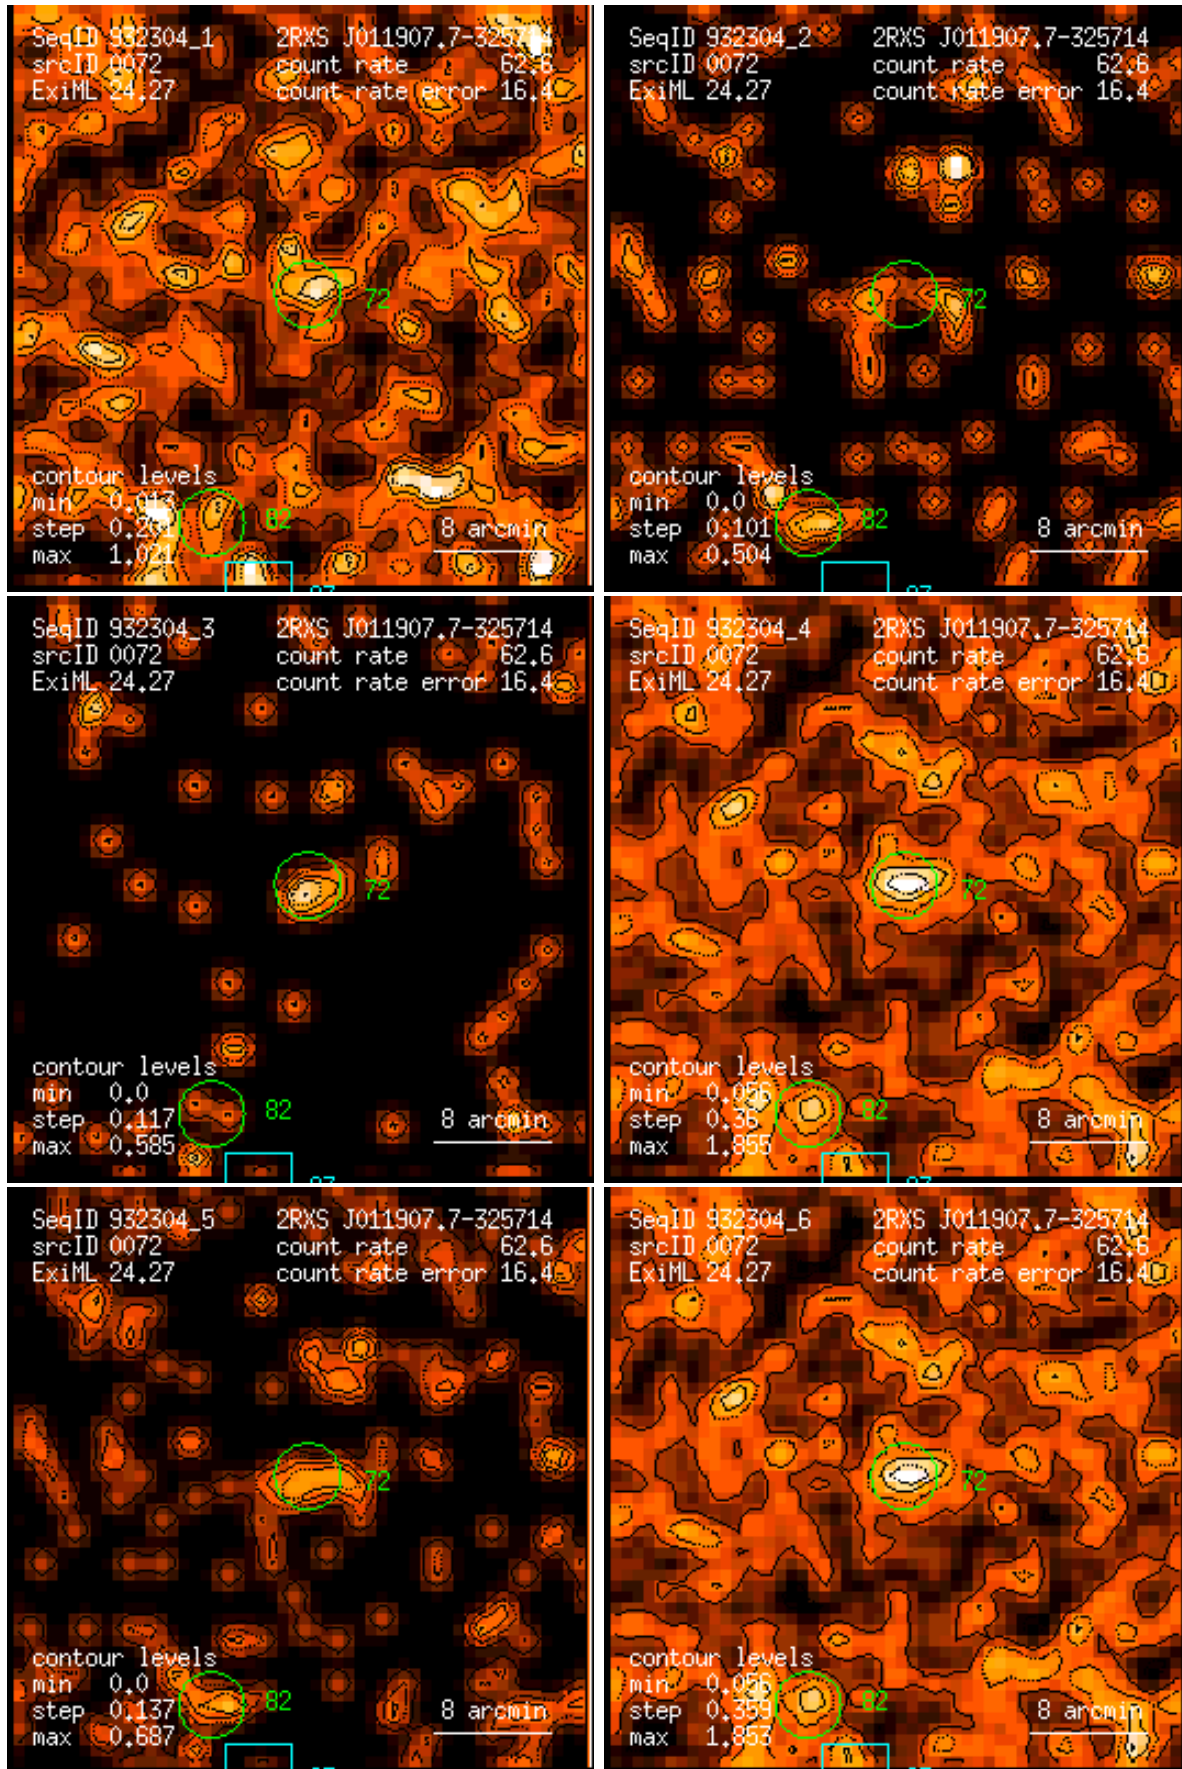 SeqID 932304_1 2RXS J011907.7-325714
srcID 0072 count rate 62.6
ExiML 24.27 count rate error 16.4
72
contour levels
min 0.013
step 0.201 82
8 arcmin
max 1.021
SeqID 932304_2 2RXS J011907.7-325714
srcID 0072 count rate 62.6
ExiML 24.27 count rate error 16.4
72
contour levels
min 0.0
step 0.101 82
8 arcmin
max 0.504
SeqID 932304_3 2RXS J011907.7-325714
srcID 0072 count rate 62.6
ExiML 24.27 count rate error 16.4
72
contour levels
min 0.0
step 0.117 82
8 arcmin
max 0.585
SeqID 932304_4 2RXS J011907.7-325714
srcID 0072 count rate 62.6
ExiML 24.27 count rate error 16.4
72
contour levels
min 0.056
step 0.36 82
8 arcmin
max 1.855
SeqID 932304_5 2RXS J011907.7-325714
srcID 0072 count rate 62.6
ExiML 24.27 count rate error 16.4
72
contour levels
min 0.0
step 0.137 82
8 arcmin
max 0.687
SeqID 932304_6 2RXS J011907.7-325714
srcID 0072 count rate 62.6
ExiML 24.27 count rate error 16.4
72
contour levels
min 0.056
step 0.359 82
8 arcmin
max 1.853